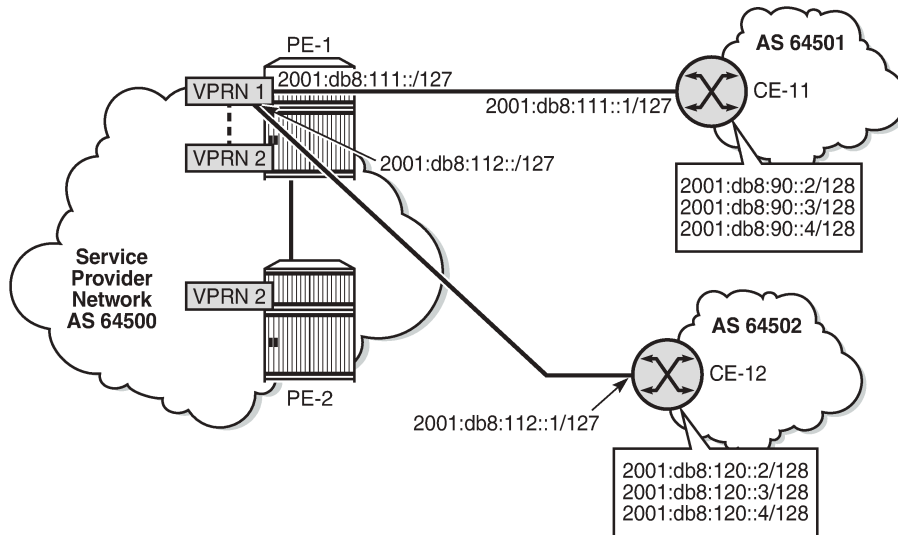 PE-1
AS 64501
VPRN 1
2001:db8:111::/127
2001:db8:111::1/127
CE-11
VPRN 2
2001:db8:112::/127
2001:db8:90::2/128
2001:db8:90::3/128
2001:db8:90::4/128
Service
Provider
Network
AS 64500
VPRN 2
PE-2
AS 64502
CE-12
2001:db8:112::1/127
2001:db8:120::2/128
2001:db8:120::3/128
2001:db8:120::4/128